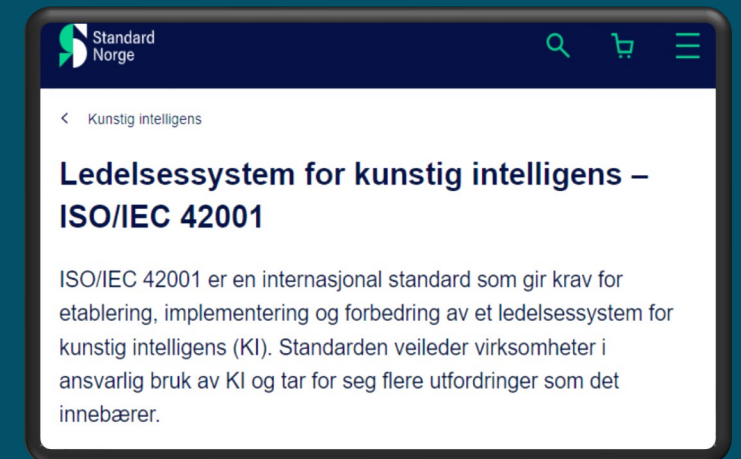 Standard
Norge
Kunstig intelligens
Ledelsessystem for kunstig intelligens –
ISO/IEC 42001
ISO/IEC 42001 er en internasjonal standard som gir krav for
etablering, implementering og forbedring av et ledelsessystem for
kunstig intelligens (KI). Standarden veileder virksomheter i
ansvarlig bruk av KI og tar for seg flere utfordringer som det
innebærer.